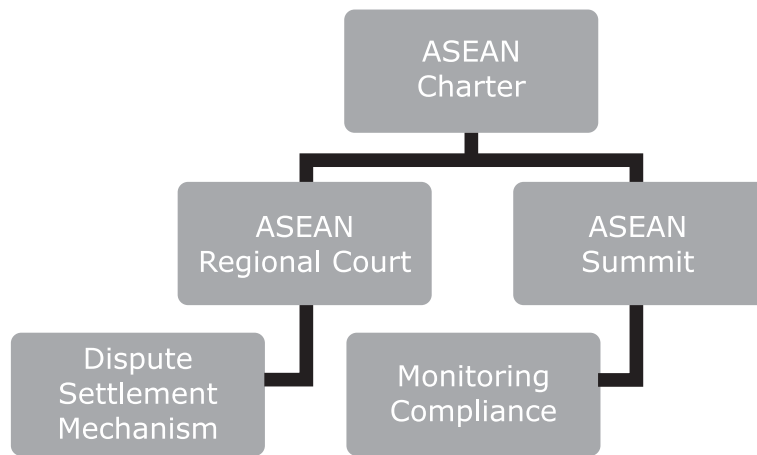 ASEAN
Charter
ASEAN
Regional Court
ASEAN
Summit
Dispute
Settlement
Mechanism
Monitoring
Compliance